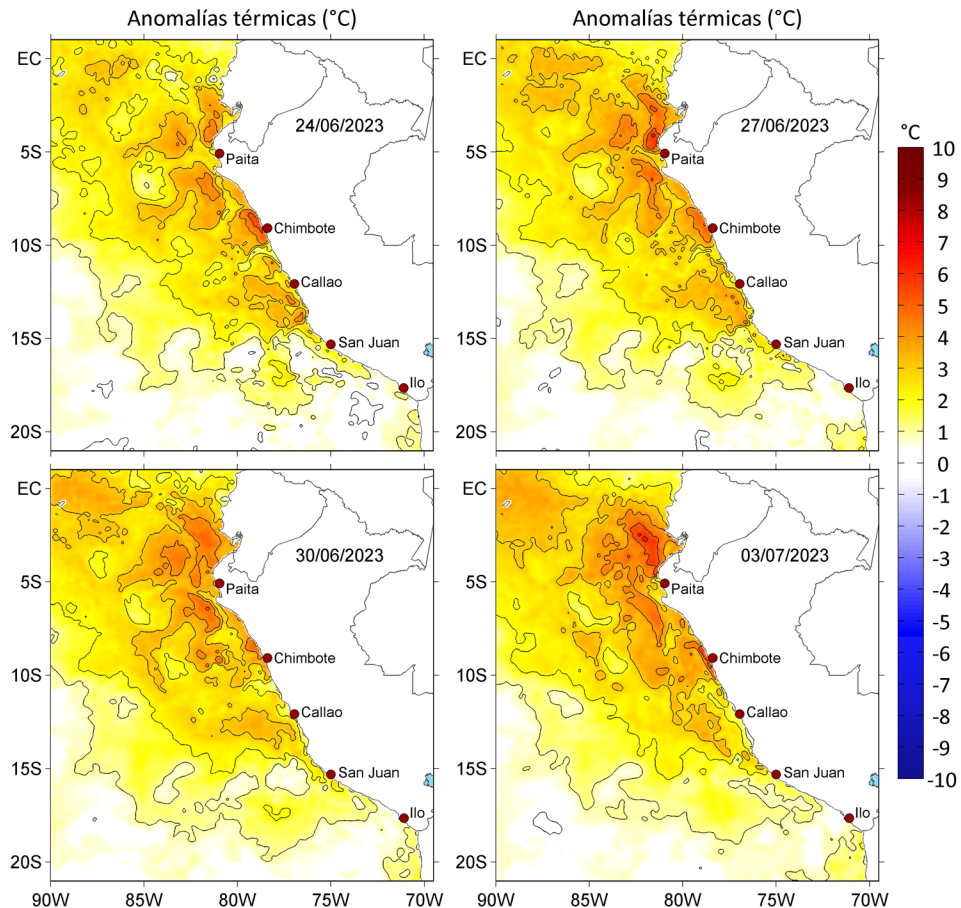 Anomalías térmicas (°C)
Anomalías térmicas (°C)
EC
5S
10S
15S
20S
24/06/2023
Paita
Chimbote
Callao
San Juan
Ilo
EC
5S
10S
15S
20S
27/06/2023
Paita
Chimbote
Callao
San Juan
Ilo
EC
5S
10S
15S
20S
30/06/2023
Paita
Chimbote
Callao
San Juan
Ilo
90W
85W
80W
75W
70W
EC
5S
10S
15S
20S
03/07/2023
Paita
Chimbote
Callao
San Juan
Ilo
90W
85W
80W
75W
70W
°C
10
9
8
7
6
5
4
3
2
1
0
-1
-2
-3
-4
-5
-6
-7
-8
-9
-10